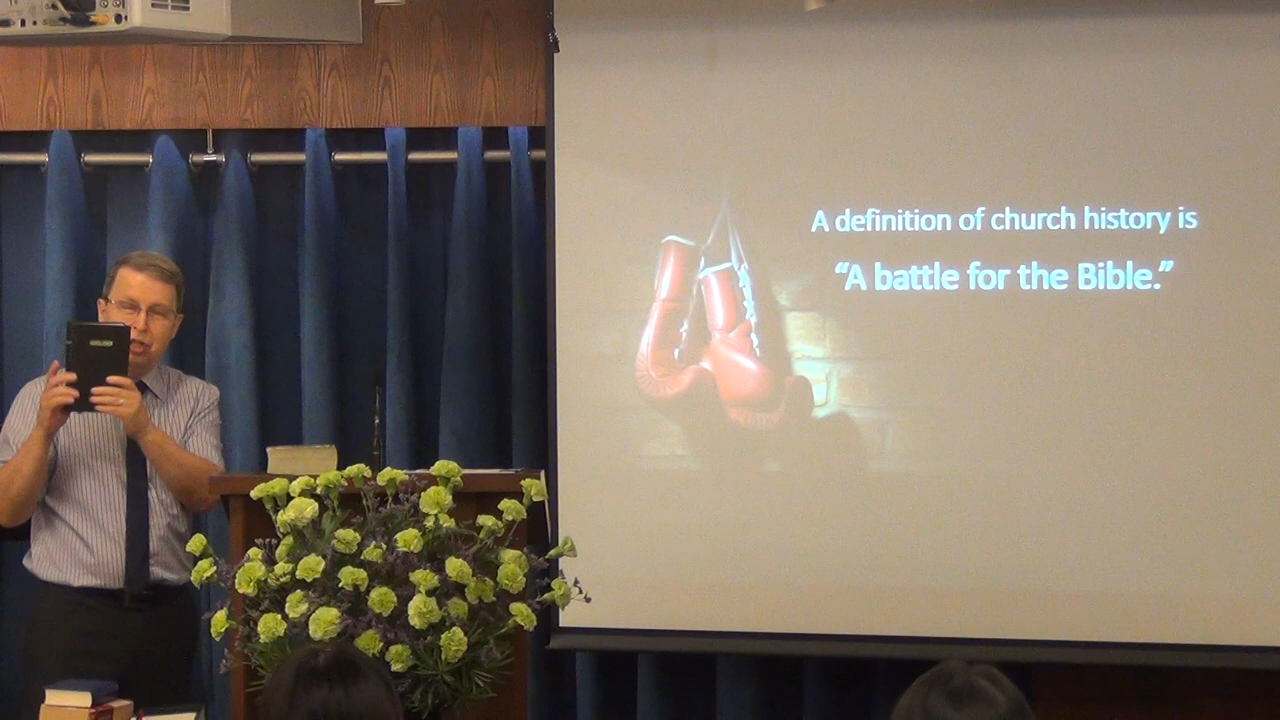 A definition of church history is
“A battle for the Bible.”